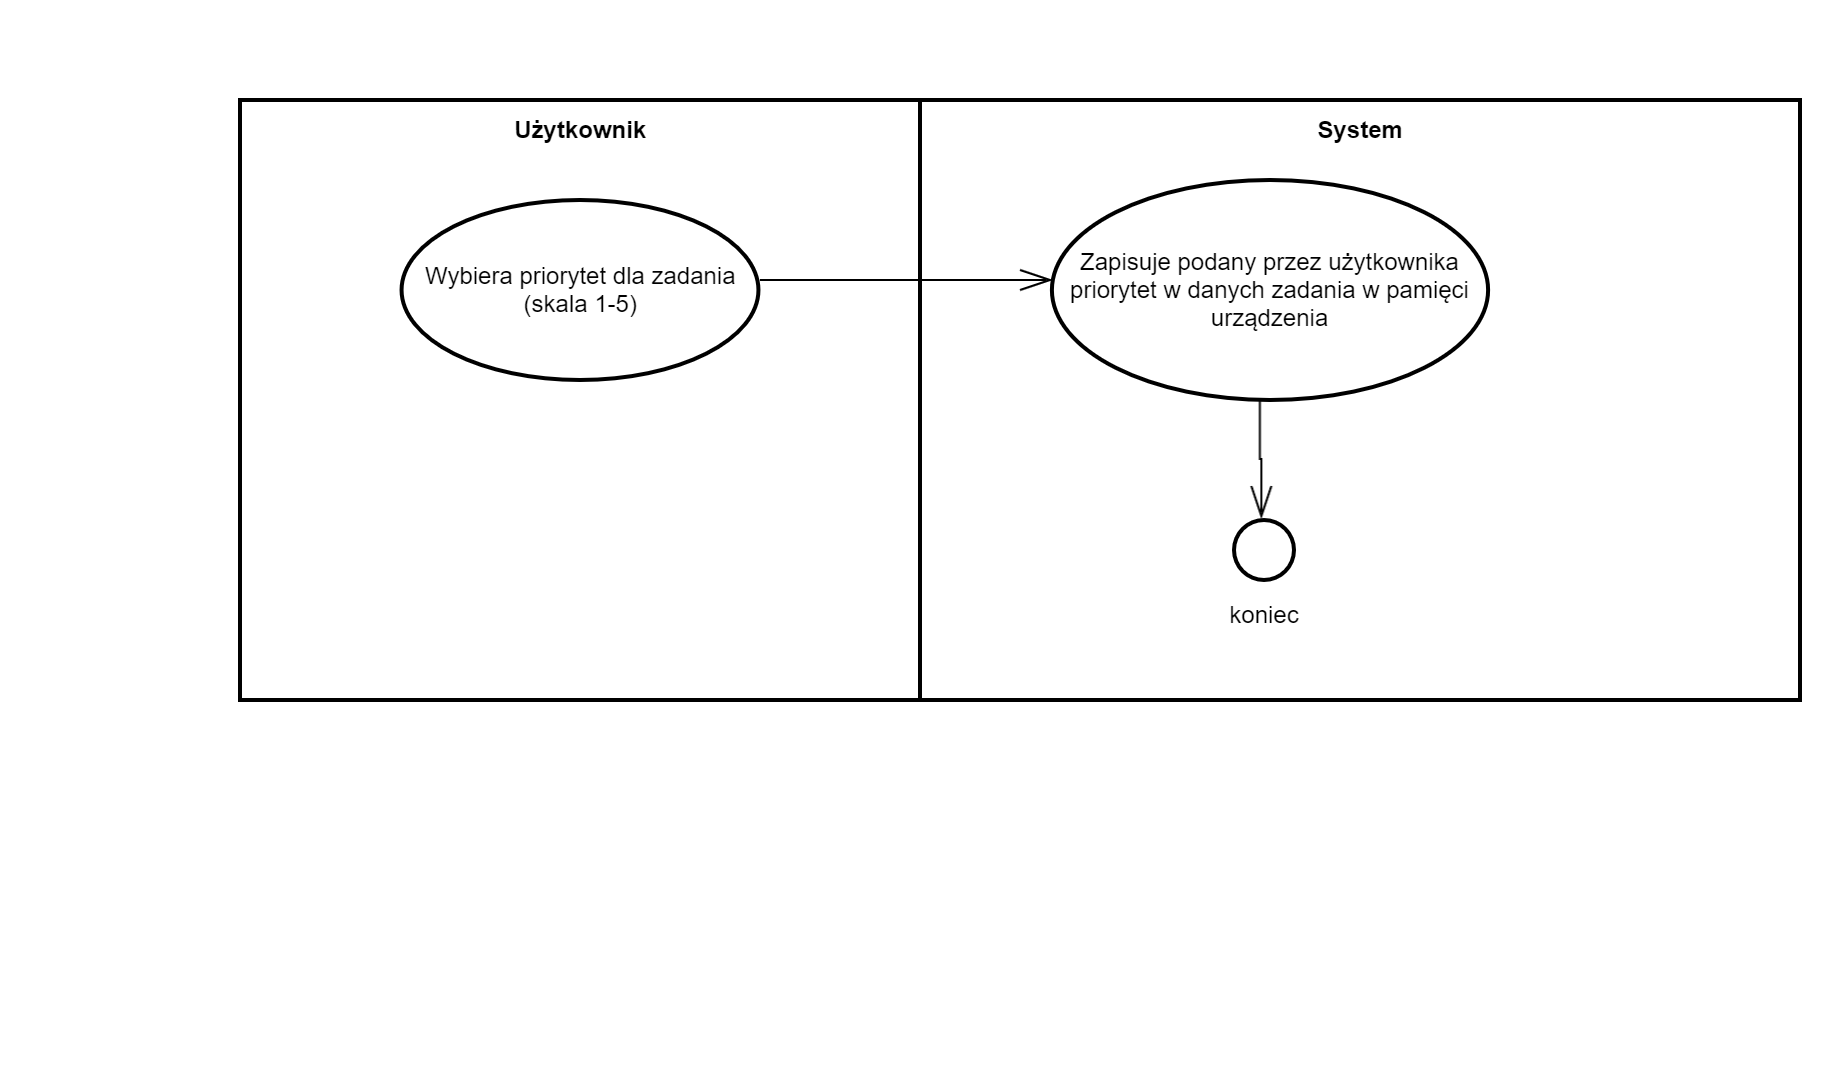 Użytkownik
System
Wybiera priorytet dla zadania
(skala 1-5)
Zapisuje podany przez użytkownika
priorytet w danych zadania w pamięci
urządzenia
koniec